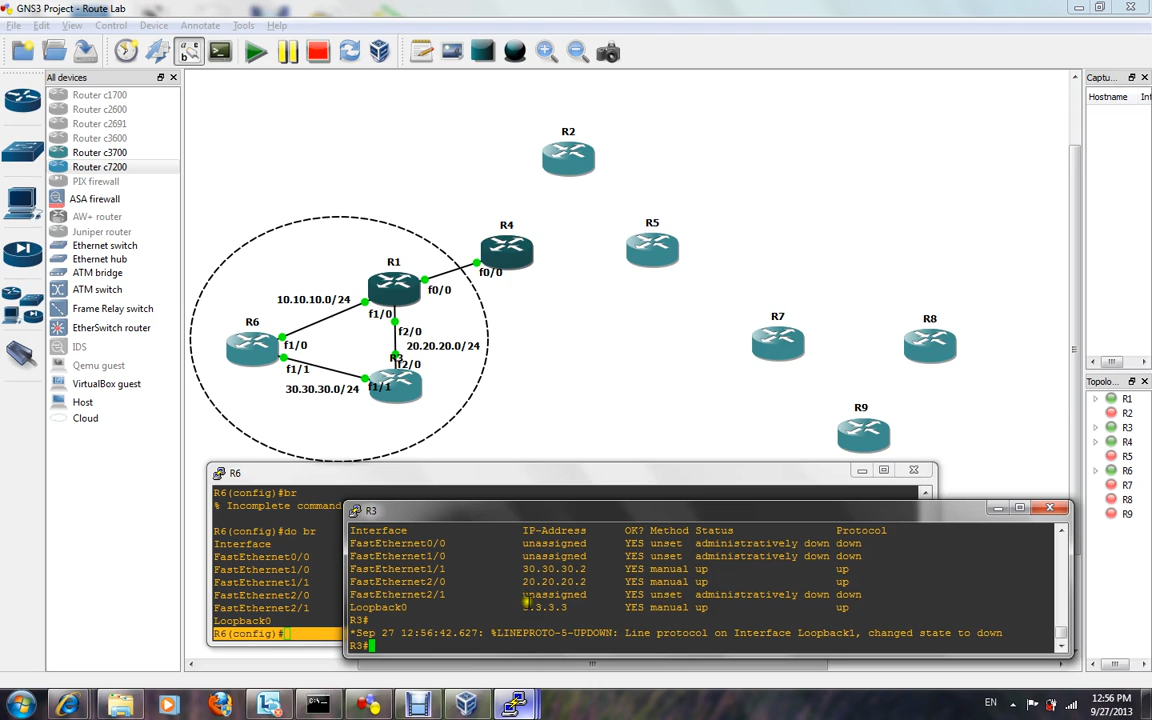 GNS3 Project - Route Lab
File Edit View Control Device Annotate Tools Help
All devices
Router c1700
Router c2600
Router c2691
Router c3600
Router c3700
Router c7200
PIX firewall
ASA firewall
AW+ router
Juniper router
Ethernet switch
Ethernet hub
ATM bridge
ATM switch
Frame Relay switch
EtherSwitch router
IDS
Qemu guest
VirtualBox guest
Host
Cloud
R2
R4
R5
f0/0
R1
f0/0
10.10.10.0/24
f1/0
R6
f2/0
R7
R8
f1/0
20.20.20.0/24
R3
f2/0
f1/1
f1/1
30.30.30.0/24
R9
Captu...
Hostname Int
Topolo...
R1
R2
R3
R4
R5
R6
R7
R8
R9
R6
R6(config)#br
% Incomplete command
R6(config)#do br
Interface
FastEthernet0/0
FastEthernet1/0
FastEthernet1/1
FastEthernet2/0
FastEthernet2/1
Loopback0
R6(config)#
R3
Interface IP-Address OK? Method Status Protocol
FastEthernet0/0 unassigned YES unset administratively down down
FastEthernet1/0 unassigned YES unset administratively down down
FastEthernet1/1 30.30.30.2 YES manual up up
FastEthernet2/0 20.20.20.2 YES manual up up
FastEthernet2/1 unassigned YES unset administratively down down
Loopback0 .3.3.3 YES manual up up
R3#
*Sep 27 12:56:42.627: %LINEPROTO-5-UPDOWN: Line protocol on Interface Loopback1, changed state to down
R3#
EN
12:56 PM
9/27/2013